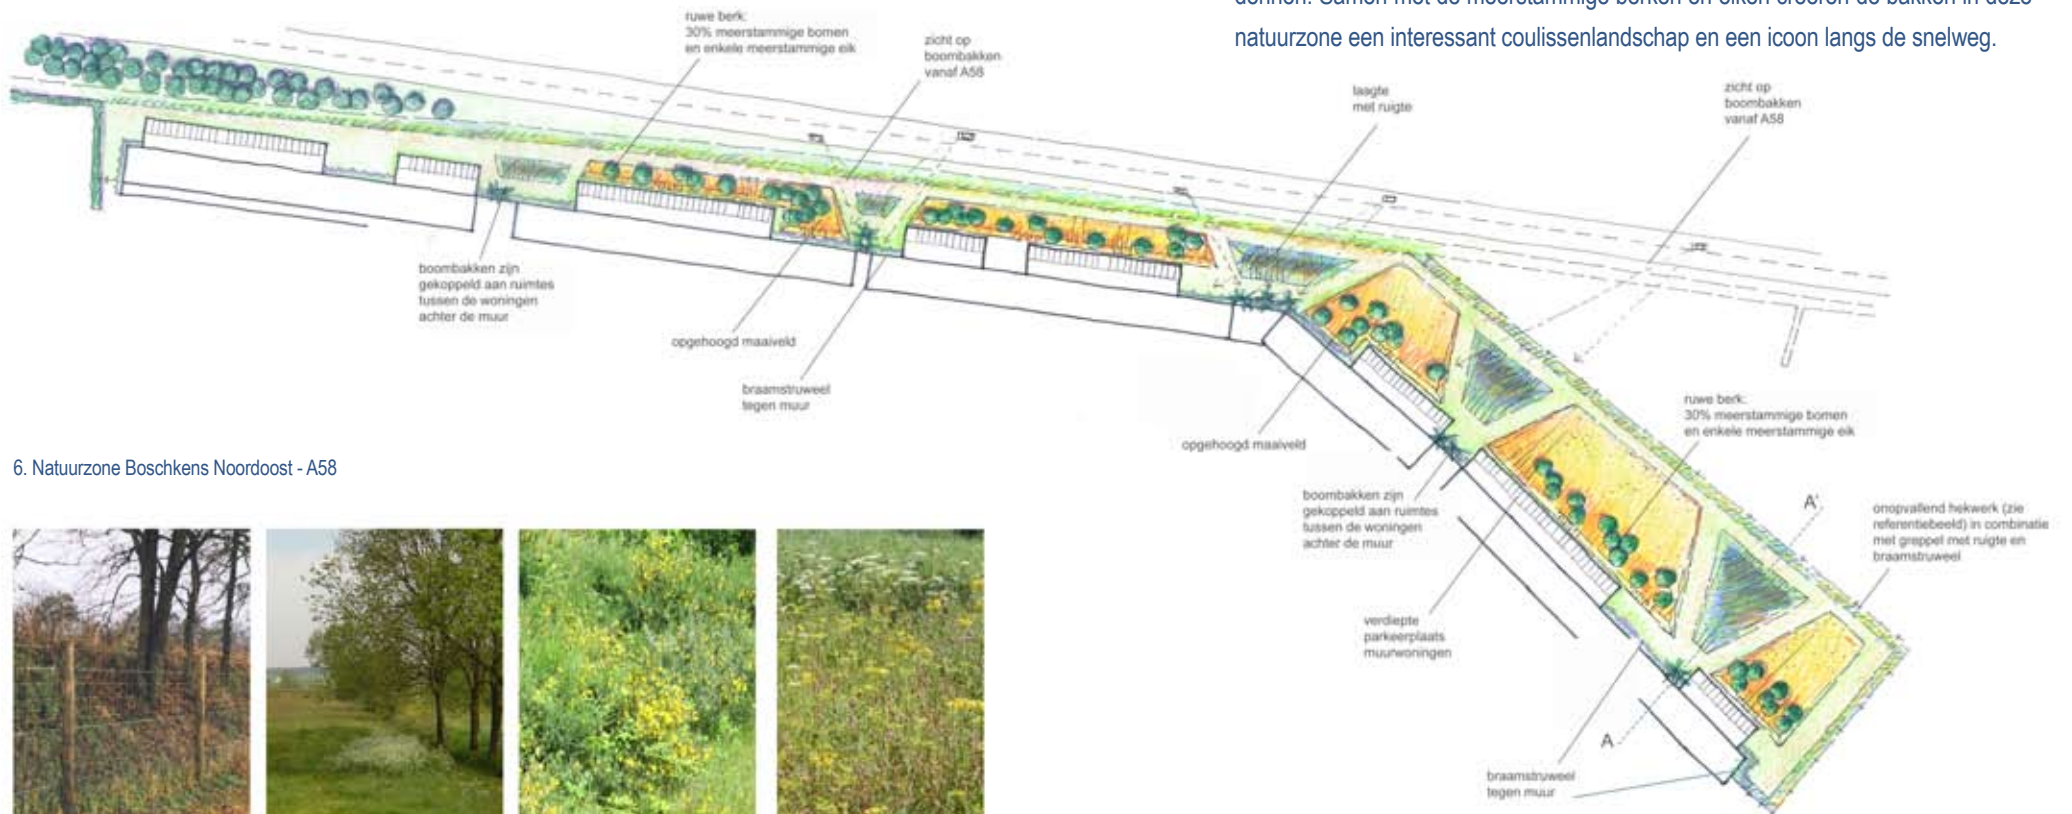 natuurzone een interessant coulissenlandschap en een icoon langs de snelweg.
ruwe berk:
30% meerstammige bomen
en enkele meerstammige eik
zicht op
boombakken
vanaf A58
laagte
met ruigte
zicht op
boombakken
vanaf A58
boombakken zijn
gekoppeld aan ruimtes
tussen de woningen
achter de muur
opgehoogd maaiveld
braamstruweel
tegen muur
opgehoogd maaiveld
ruwe berk:
30% meerstammige bomen
en enkele meerstammige eik
6. Natuurzone Boschkens Noordoost - A58
boombakken zijn
gekoppeld aan ruimtes
tussen de woningen
achter de muur
A'
onopvallend hekwerk (zie
referentiebeeld) in combinatie
met greppel met ruigte en
braamstruweel
verdiepte
parkeerplaats
muurwoningen
A
braamstruweel
tegen muur